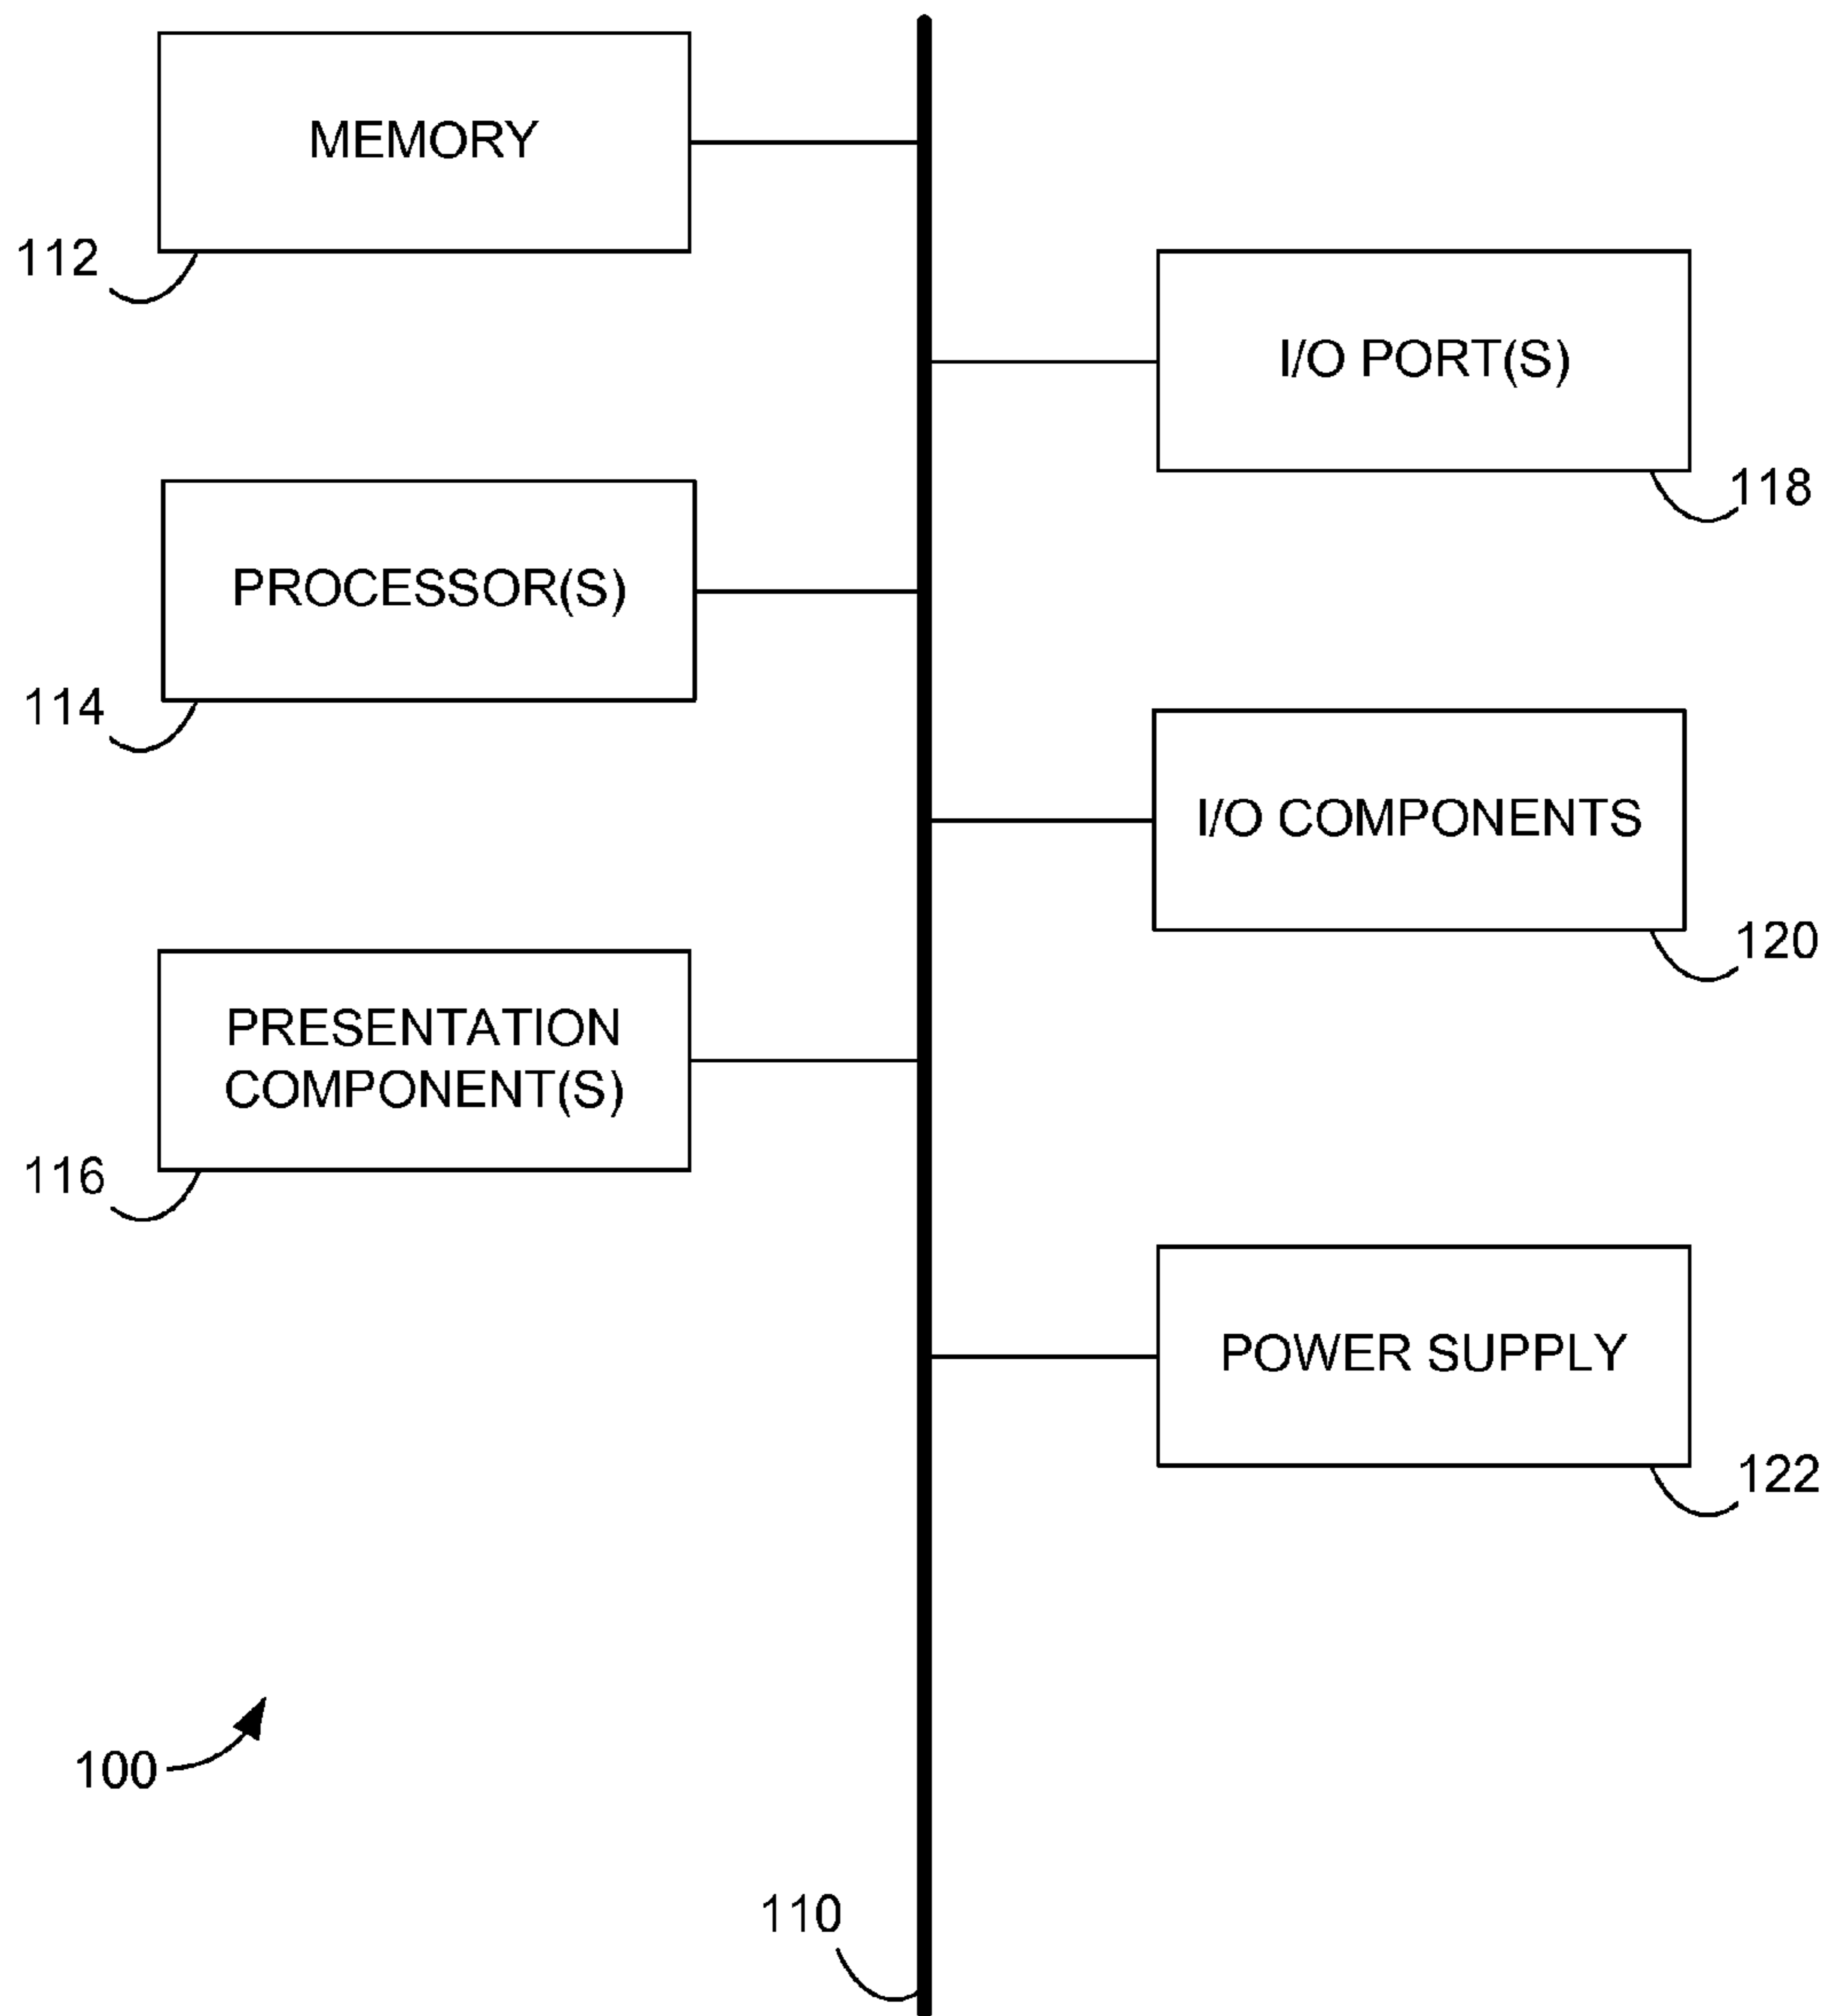 MEMORY
112
I/O PORT(S)
118
PROCESSOR(S)
114
I/O COMPONENTS
120
PRESENTATION
COMPONENT(S)
116
POWER SUPPLY
122
100
110